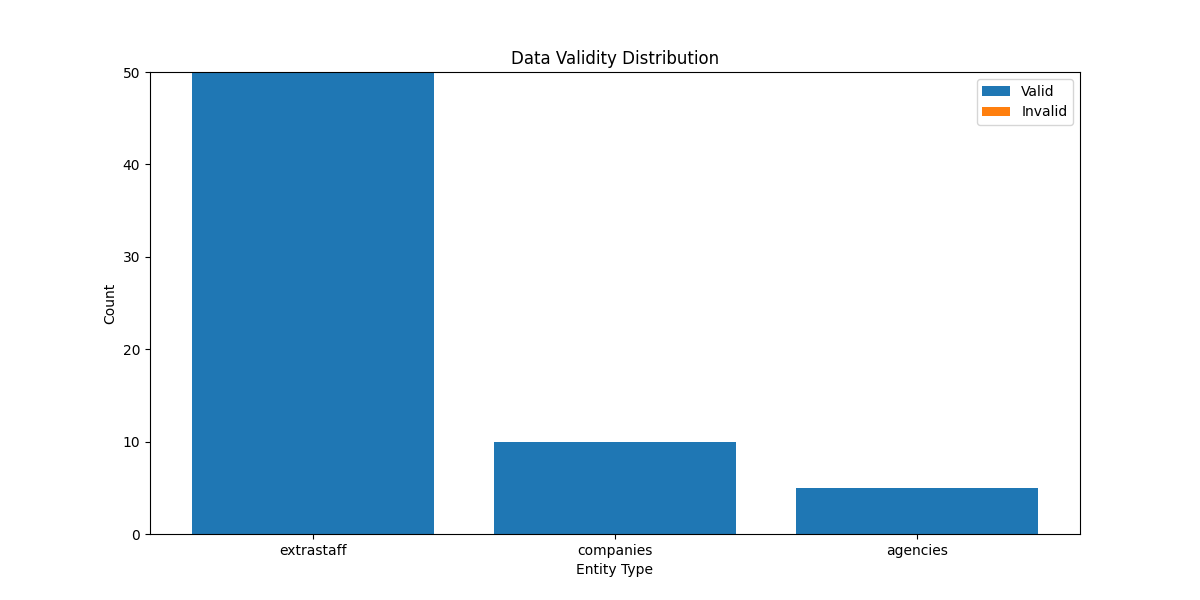 Data Validity Distribution
50
40
30
20
10
0
Count
Valid
Invalid
extrastaff
companies
agencies
Entity Type